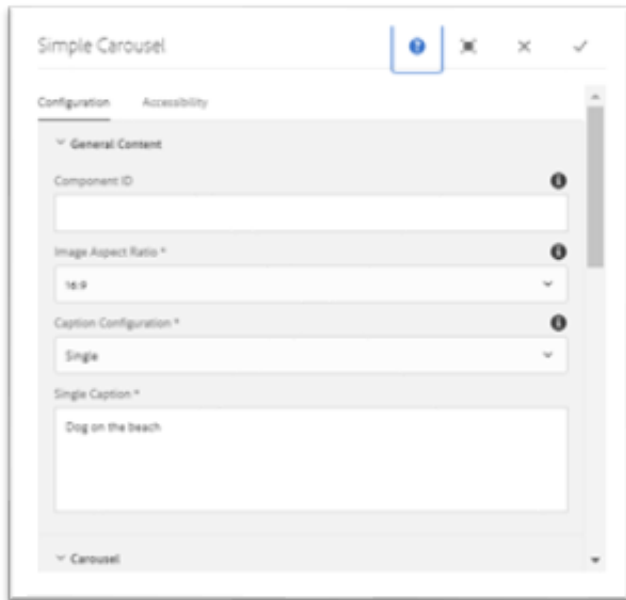 Simple Carousel
Configuration Accessibility
General Content
Component ID
Image Aspect Ratio *
16:9
Caption Configuration *
Single
Single Caption *
Dog on the beach
Carousel